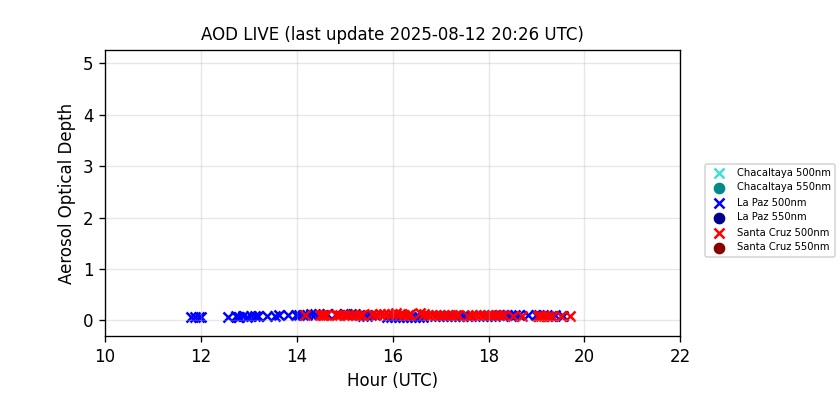 AOD LIVE (last update 2025-08-12 20:26 UTC)
Aerosol Optical Depth
5
4
3
2
1
0
10 12 14 16 18 20 22
Hour (UTC)
Chacaltaya 500nm
Chacaltaya 550nm
La Paz 500nm
La Paz 550nm
Santa Cruz 500nm
Santa Cruz 550nm